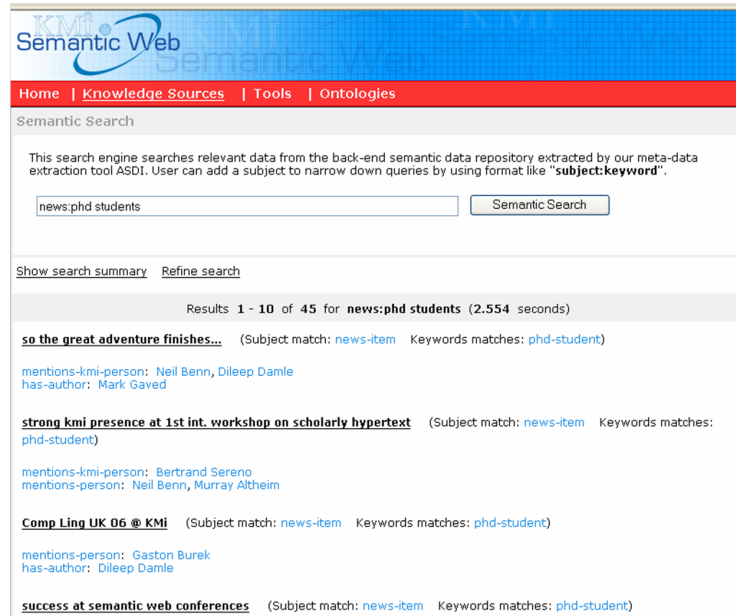 KMi
Semantic Web
KMi
Web
Semantic Web
Home | Knowledge Sources | Tools | Ontologies
Semantic Search
This search engine searches relevant data from the back-end semantic data repository extracted by our meta-data
extraction tool ASDI. User can add a subject to narrow down queries by using format like "subject:keyword".
news:phd students Semantic Search
Show search summary Refine search
Results 1 - 10 of 45 for news:phd students (2.554 seconds)
so the great adventure finishes... (Subject match: news-item Keywords matches: phd-student)
mentions-kmi-person: Neil Benn, Dileep Damle
has-author: Mark Gaved
strong kmi presence at 1st int. workshop on scholarly hypertext (Subject match: news-item Keywords matches:
phd-student)
mentions-kmi-person: Bertrand Sereno
mentions-person: Neil Benn, Murray Altheim
Comp Ling UK 06 @ KMi (Subject match: news-item Keywords matches: phd-student)
mentions-person: Gaston Burek
has-author: Dileep Damle
success at semantic web conferences (Subject match: news-item Keywords matches: phd-student)